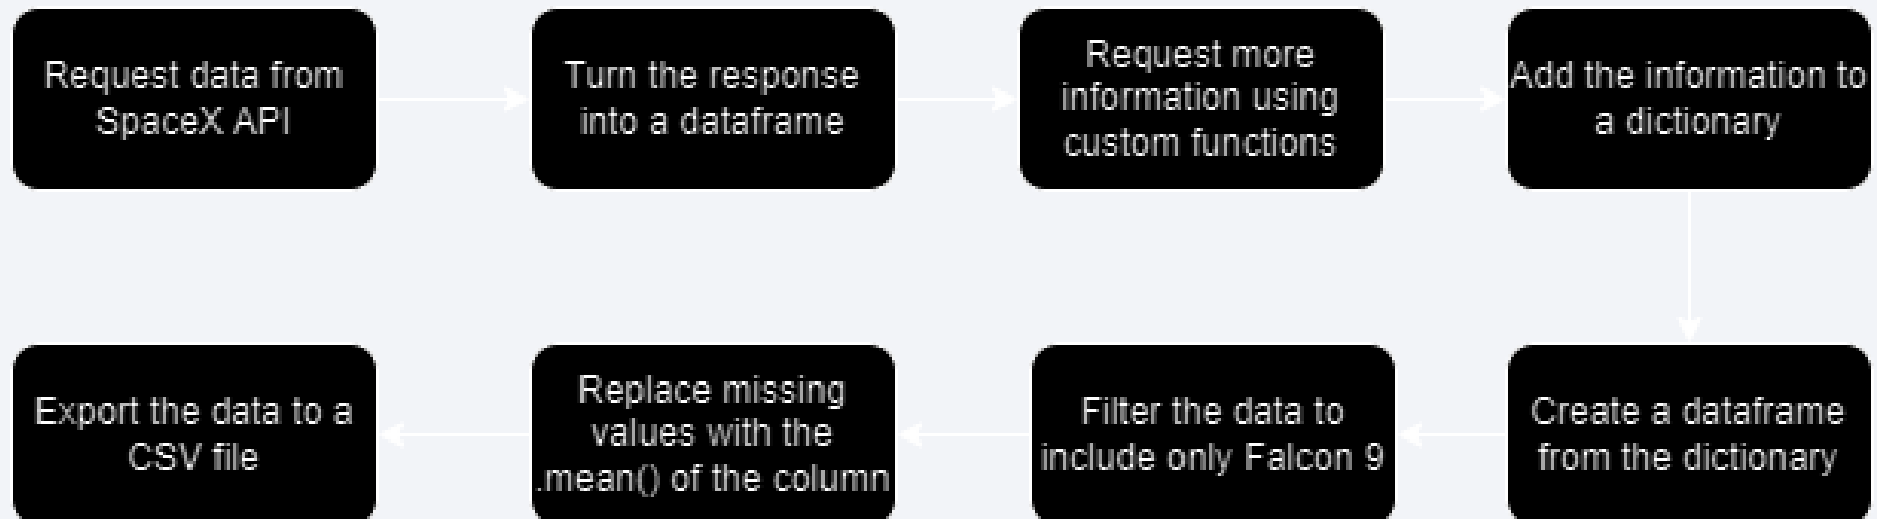 Request data from
SpaceX API
Turn the response
into a dataframe
Request more
information using
custom functions
Add the information to
a dictionary
Create a dataframe
from the dictionary
Filter the data to
include only Falcon 9
Replace missing
values with the
.mean() of the column
Export the data to a
CSV file